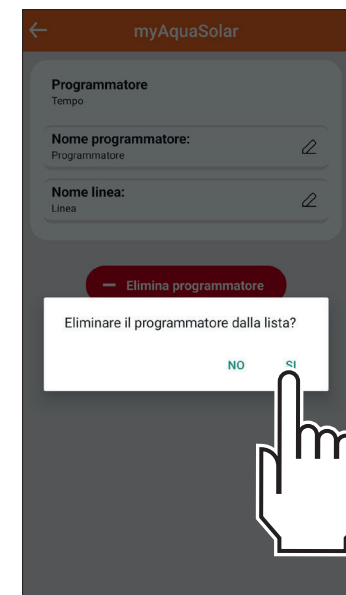 myAquaSolar
Programmatore
Tempo
Nome programmatore:
Programmatore
Nome linea:
Linea
Elimina programmatore
Eliminare il programmatore dalla lista?
NO SI